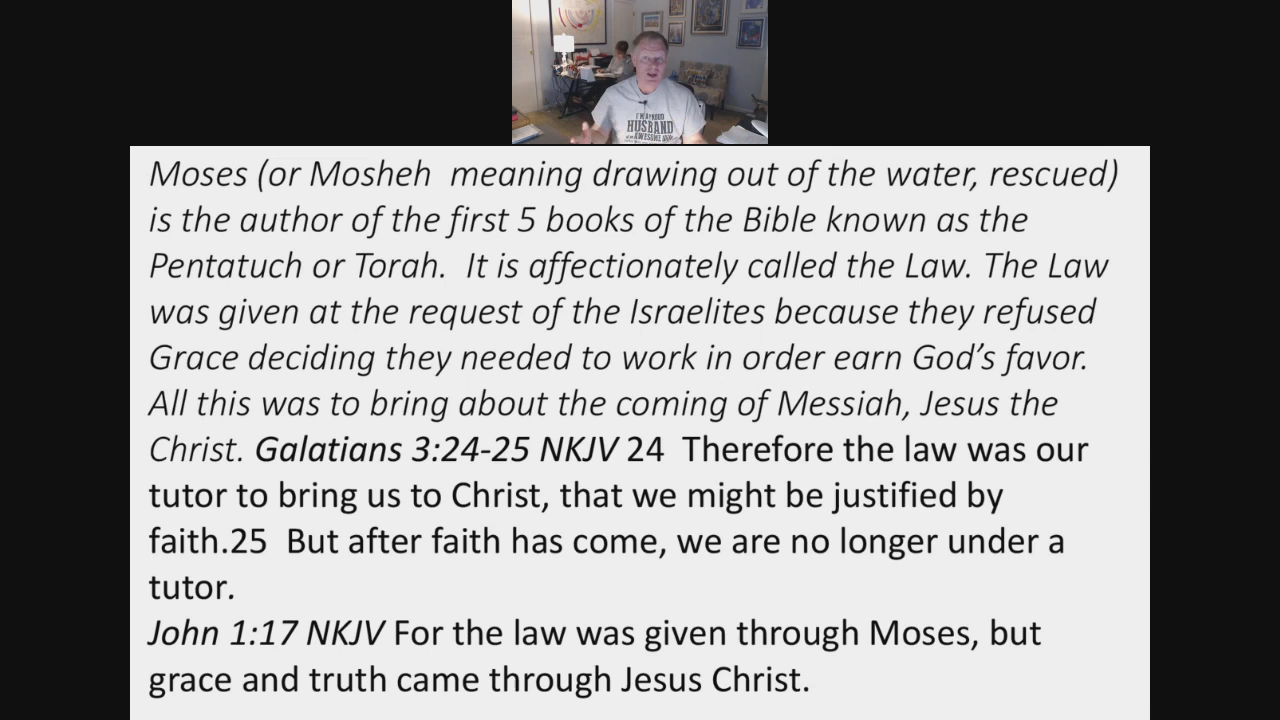 I'M A PROUD
HUSBAND
Moses (or Mosheh  meaning drawing out of the water, rescued)
is the author of the first 5 books of the Bible known as the
Pentatuch or Torah.  It is affectionately called the Law. The Law
was given at the request of the Israelites because they refused
Grace deciding they needed to work in order earn God’s favor.
All this was to bring about the coming of Messiah, Jesus the
Christ. Galatians 3:24-25 NKJV 24  Therefore the law was our
tutor to bring us to Christ, that we might be justified by
faith.25  But after faith has come, we are no longer under a
tutor.
John 1:17 NKJV For the law was given through Moses, but
grace and truth came through Jesus Christ.